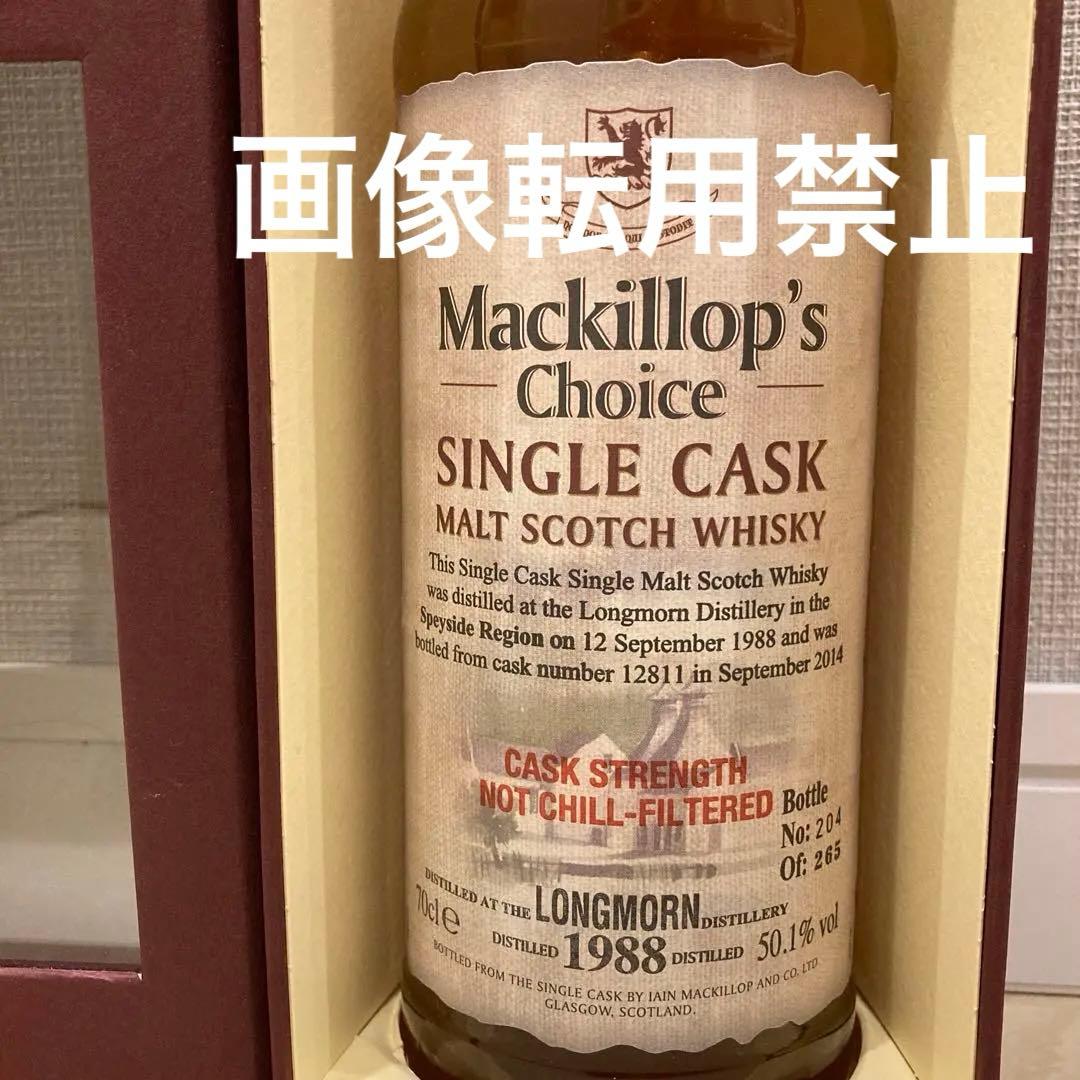 画像転用禁止
Mackillop's
Choice
SINGLE CASK
MALT SCOTCH WHISKY
This Single Cask Single Malt Scotch Whisky
was distilled at the Longmorn Distillery in the
Speyside Region on 12 September 1988 and was
bottled from cask number 12811 in September 2014
CASK STRENGTH
NOT CHILL-FILTERED
Bottle
No: 204
Of: 265
DISTILLED AT THE LONGMORN DISTILLERY
70cl e
DISTILLED 1988 DISTILLED 50.1% vol
BOTTLED FROM THE SINGLE CASK BY IAIN MACKILLOP AND CO. LTD.
GLASGOW, SCOTLAND.